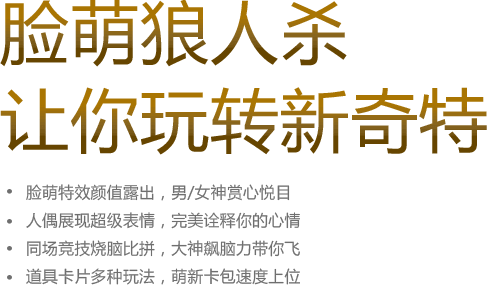 脸萌狼人杀
让你玩转新奇特
• 脸萌特效颜值露出，男/女神赏心悦目
• 人偶展现超级表情，完美诠释你的心情
• 同场竞技烧脑比拼，大神飙脑力带你飞
• 道具卡片多种玩法，萌新卡包速度上位